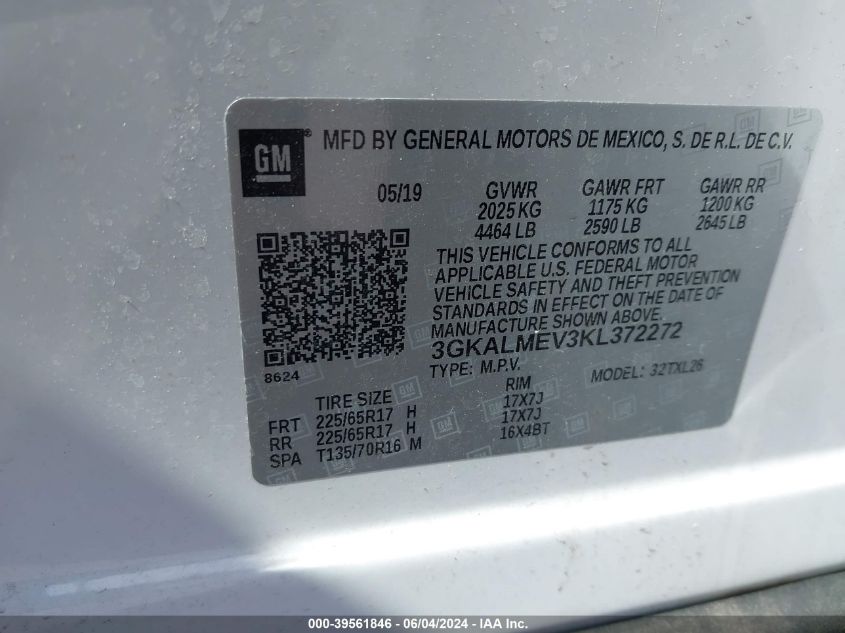 GM ® MFD BY GENERAL MOTORS DE MEXICO, S. DE R.L. DE C.V.
05/19 GVWR GAWR FRT GAWR RR
2025 KG 1175 KG 1200 KG
4464 LB 2590 LB 2645 LB
THIS VEHICLE CONFORMS TO ALL
APPLICABLE U.S. FEDERAL MOTOR
VEHICLE SAFETY AND THEFT PREVENTION
STANDARDS IN EFFECT ON THE DATE OF
MANUFACTURE SHOWN ABOVE.
3GKALMEV3KL372272
8624
TYPE: M.P.V. MODEL: 32TXL26
TIRE SIZE RIM
FRT 225/65R17 H 17X7J
RR 225/65R17 H 17X7J
SPA T135/70R16 M 16X4BT
000-39561846 - 06/04/2024 - IAA Inc.